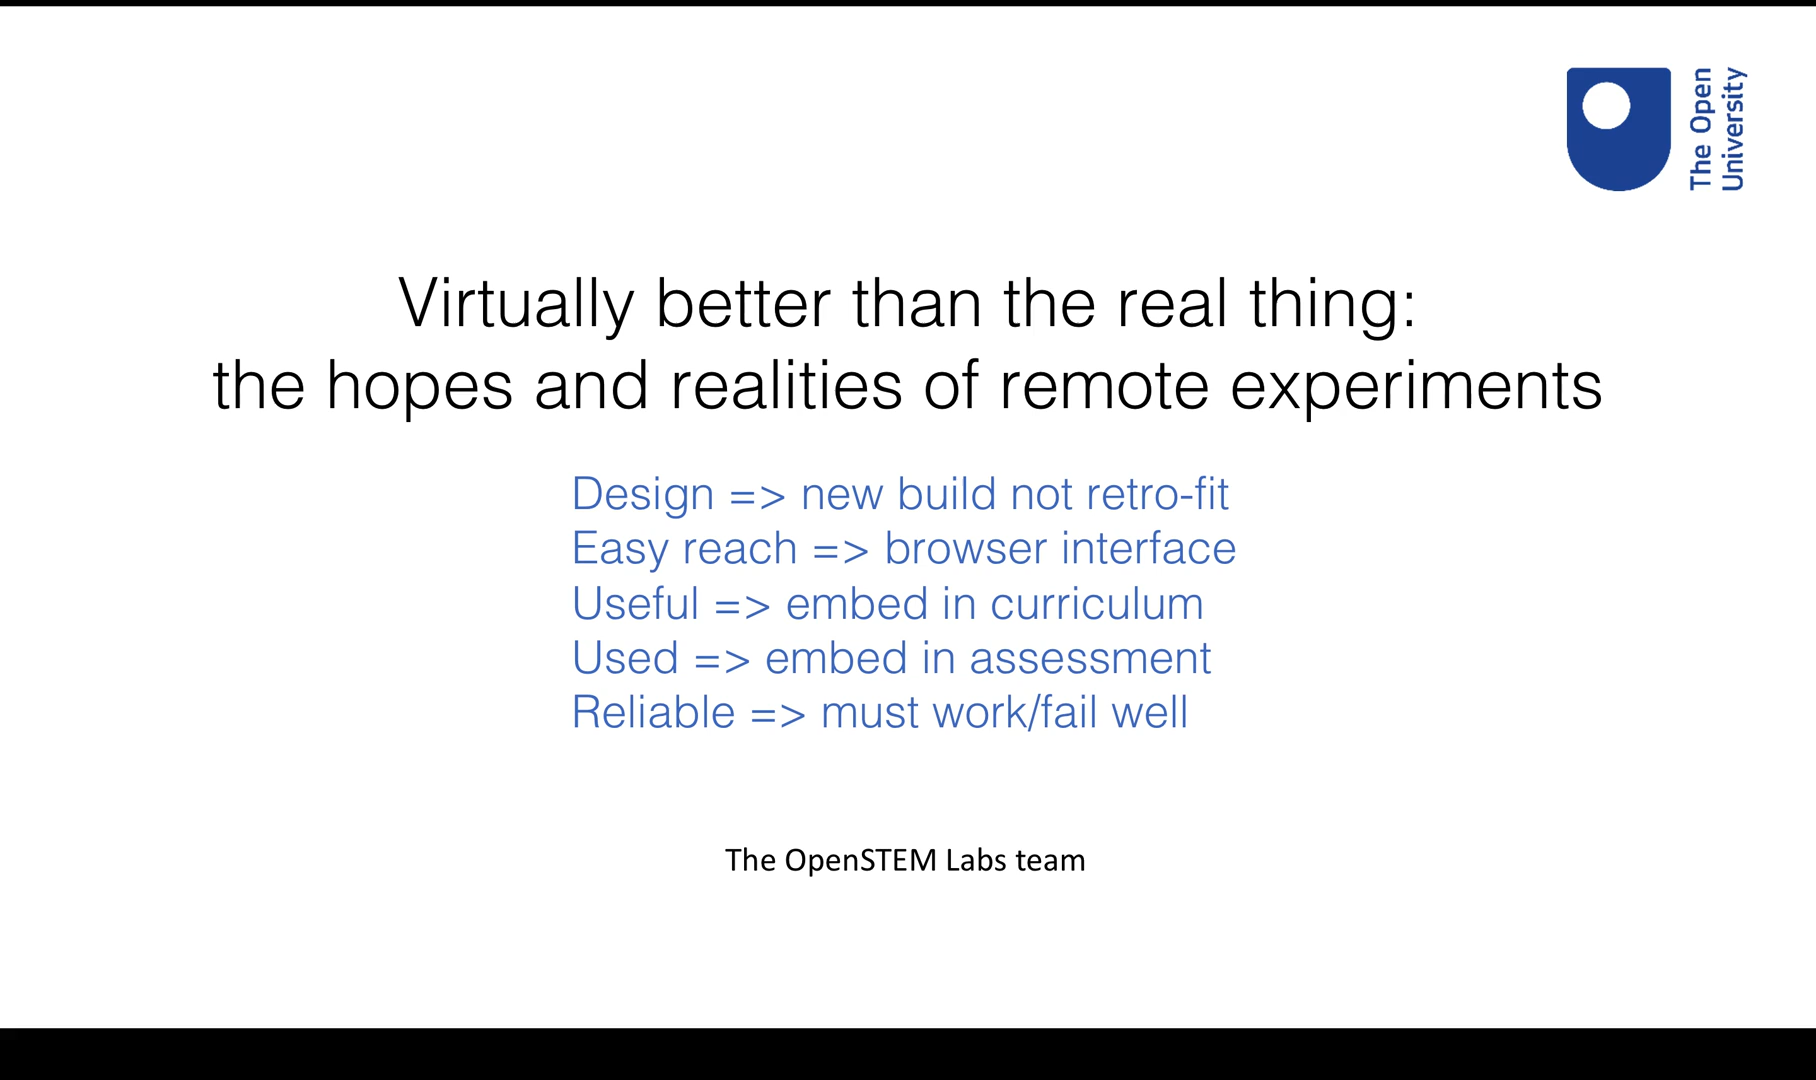 The Open
University
Virtually better than the real thing:
the hopes and realities of remote experiments
Design => new build not retro-fit
Easy reach => browser interface
Useful => embed in curriculum
Used => embed in assessment
Reliable => must work/fail well
The OpenSTEM Labs team